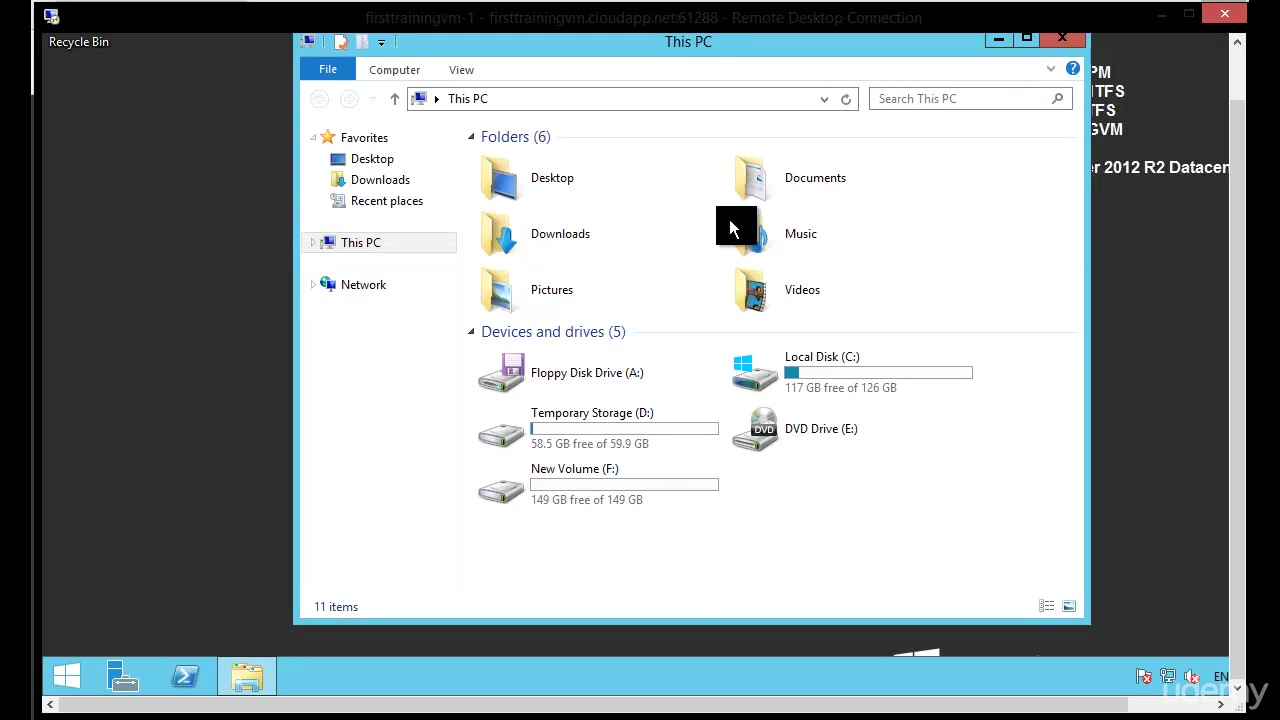 firsttrainingvm-1 - firsttrainingvm.cloudapp.net:61288 - Remote Desktop Connection
Recycle Bin
This PC
File
Computer
View
This PC
Search This PC
PM
NTFS
TFS
GVM
r 2012 R2 Datacen
Favorites
Desktop
Downloads
Recent places
This PC
Network
Folders (6)
Desktop
Documents
Downloads
Music
Pictures
Videos
Devices and drives (5)
Floppy Disk Drive (A:)
Local Disk (C:)
117 GB free of 126 GB
Temporary Storage (D:)
58.5 GB free of 59.9 GB
DVD
DVD Drive (E:)
New Volume (F:)
149 GB free of 149 GB
11 items
EN
udemy